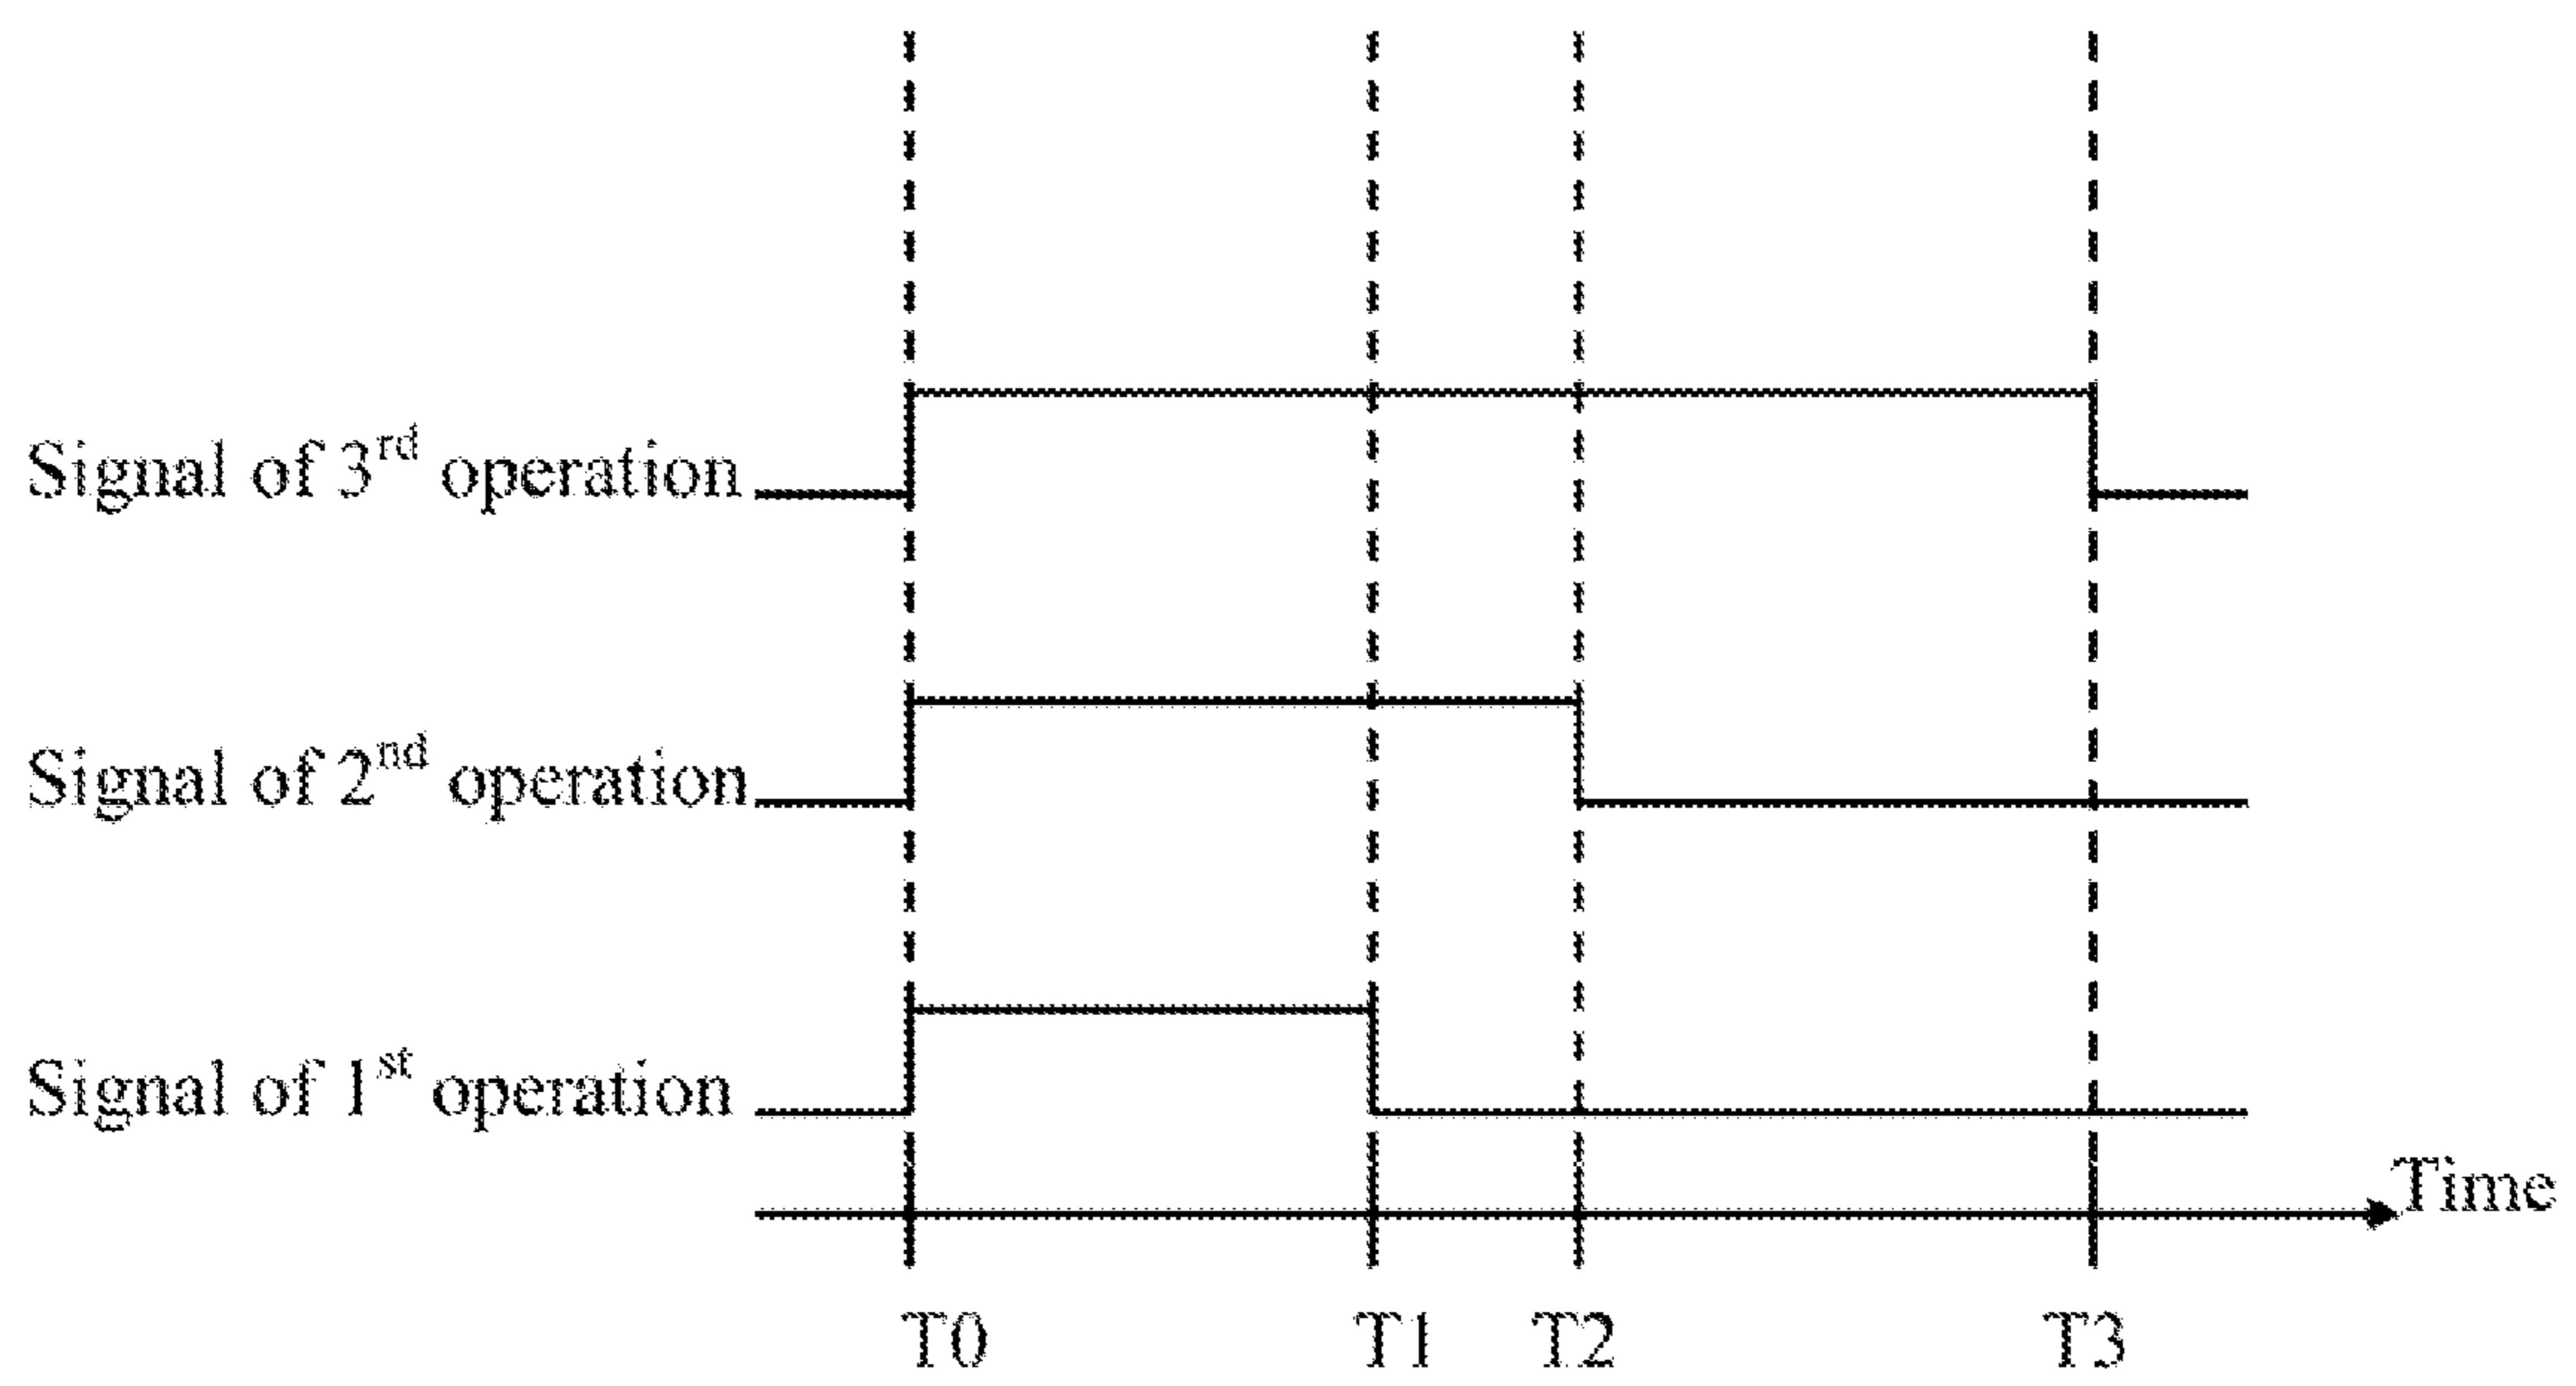 Signal of 3rd operation
Signal of 2nd operation
Signal of 1st operation
Time
T0 T1 T2 T3